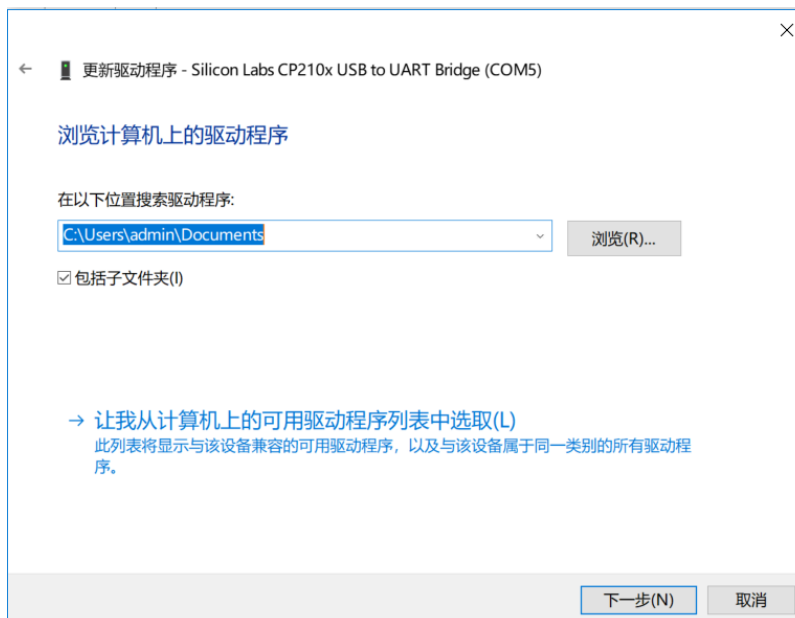 更新驱动程序 - Silicon Labs CP210x USB to UART Bridge (COM5)
浏览计算机上的驱动程序
在以下位置搜索驱动程序:
C:\Users\admin\Documents
浏览(R)...
包括子文件夹(I)
让我从计算机上的可用驱动程序列表中选取(L)
此列表将显示与该设备兼容的可用驱动程序，以及与该设备属于同一类别的所有驱动程
序。
下一步(N)
取消